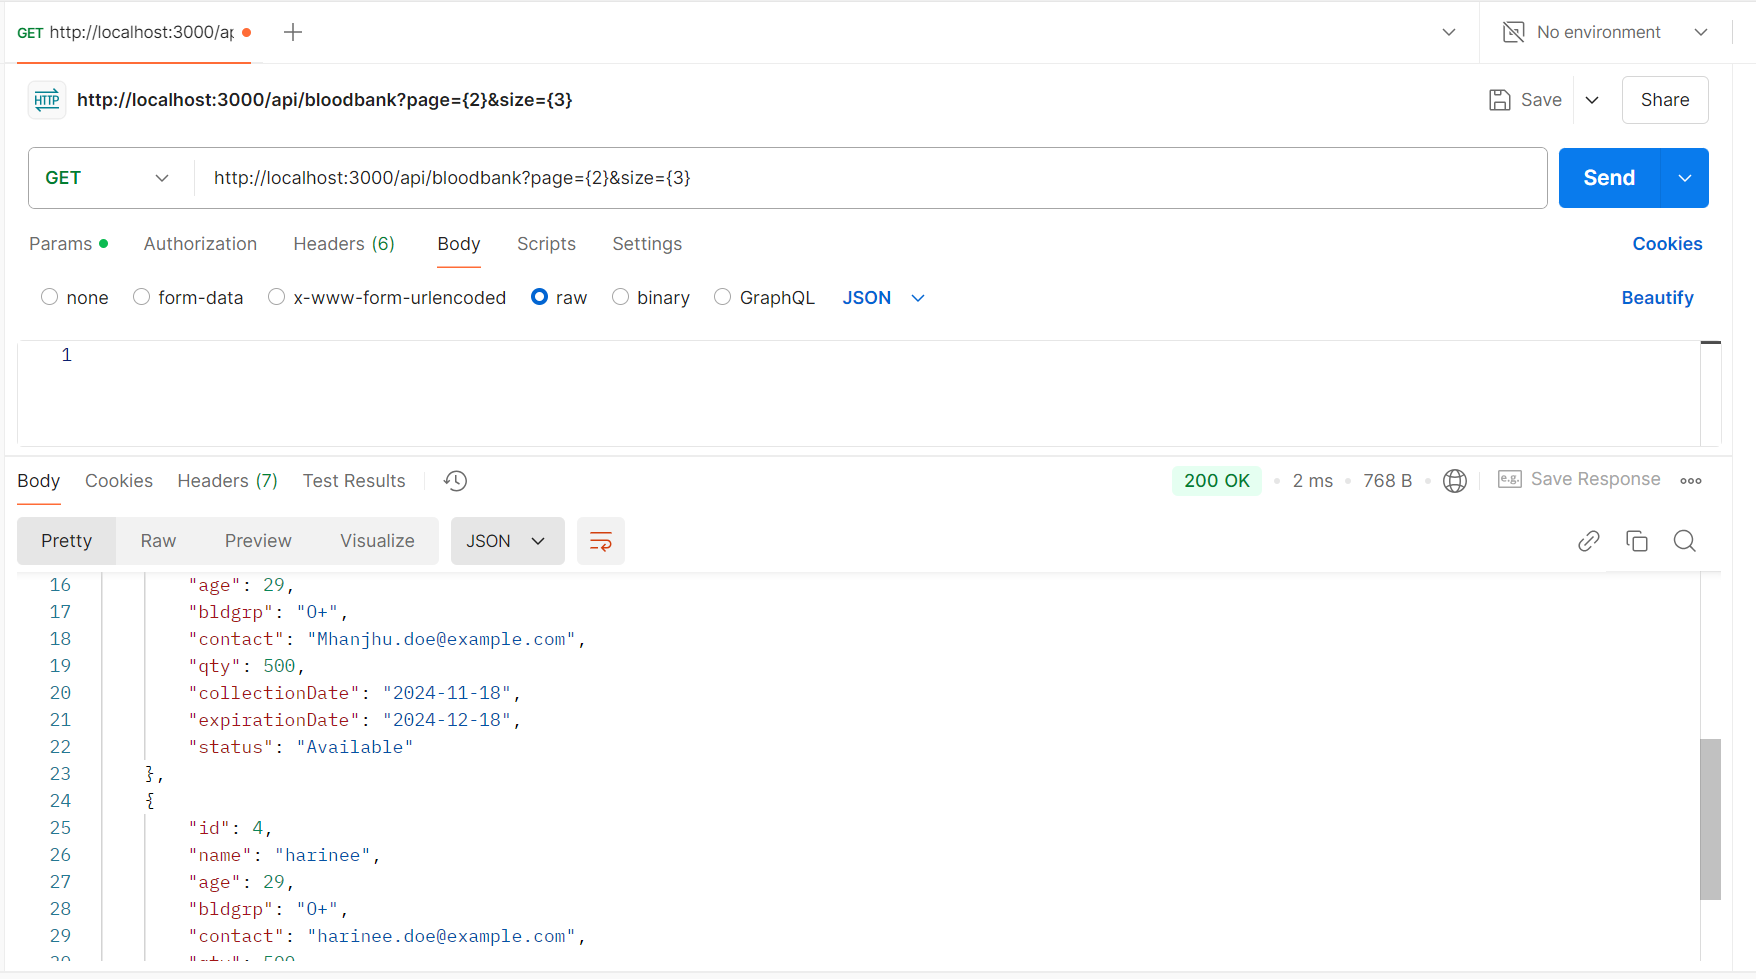 GET http://localhost:3000/ap
No environment
HTTP http://localhost:3000/api/bloodbank?page={2}&size={3}
Save
Share
GET
http://localhost:3000/api/bloodbank?page={2}&size={3}
Send
Params Authorization Headers (6) Body Scripts Settings Cookies
none form-data x-www-form-urlencoded raw binary GraphQL JSON Beautify
1
Body Cookies Headers (7) Test Results 200 OK 2 ms 768 B e.g. Save Response
Pretty Raw Preview Visualize JSON
16 "age": 29,
17 "bldgrp": "O+",
18 "contact": "Mhanjhu.doe@example.com",
19 "qty": 500,
20 "collectionDate": "2024-11-18",
21 "expirationDate": "2024-12-18",
22 "status": "Available"
23 },
24 {
25 "id": 4,
26 "name": "harinee",
27 "age": 29,
28 "bldgrp": "O+",
29 "contact": "harinee.doe@example.com",